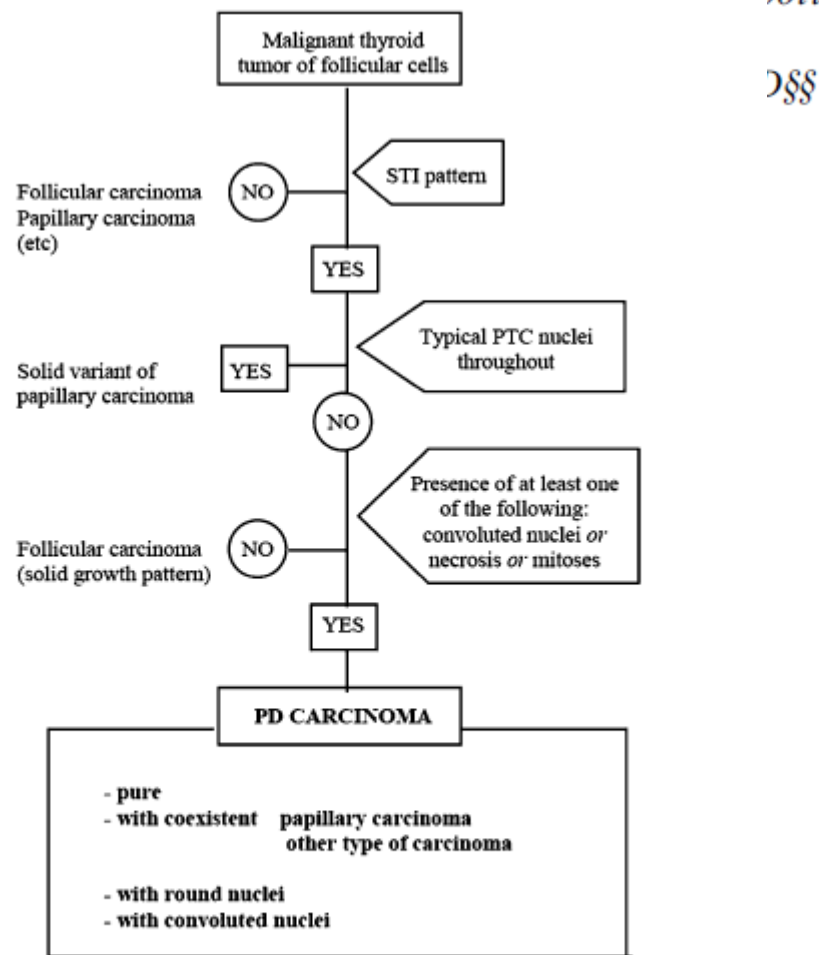 Malignant thyroid
tumor of follicular cells
STI pattern
NO
Follicular carcinoma
Papillary carcinoma
(etc)
YES
Typical PTC nuclei
throughout
YES
Solid variant of
papillary carcinoma
NO
Presence of at least one
of the following:
convoluted nuclei or
necrosis or mitoses
NO
Follicular carcinoma
(solid growth pattern)
YES
PD CARCINOMA
- pure
- with coexistent papillary carcinoma
other type of carcinoma
- with round nuclei
- with convoluted nuclei
§§